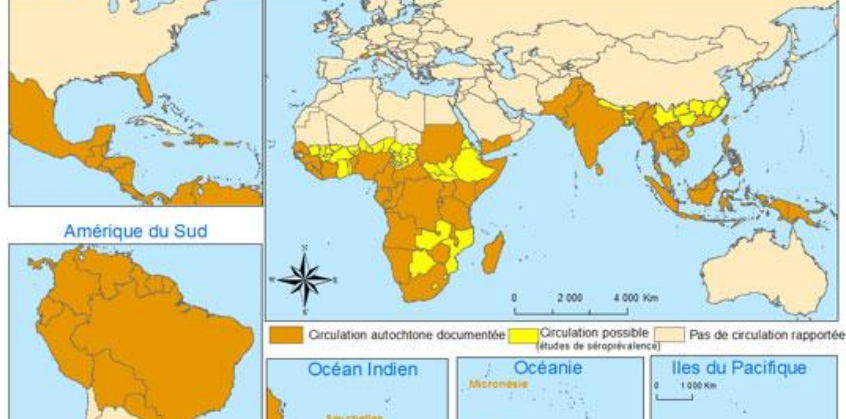 Amérique du Sud
N
W
E
S
0 2 000 4 000 Km
Circulation autochtone documentée
Circulation possible
(études de séroprévalence)
Pas de circulation rapportée
Océan Indien
Océanie
Iles du Pacifique
Micronésie
0 1 000 Km
Seychelles